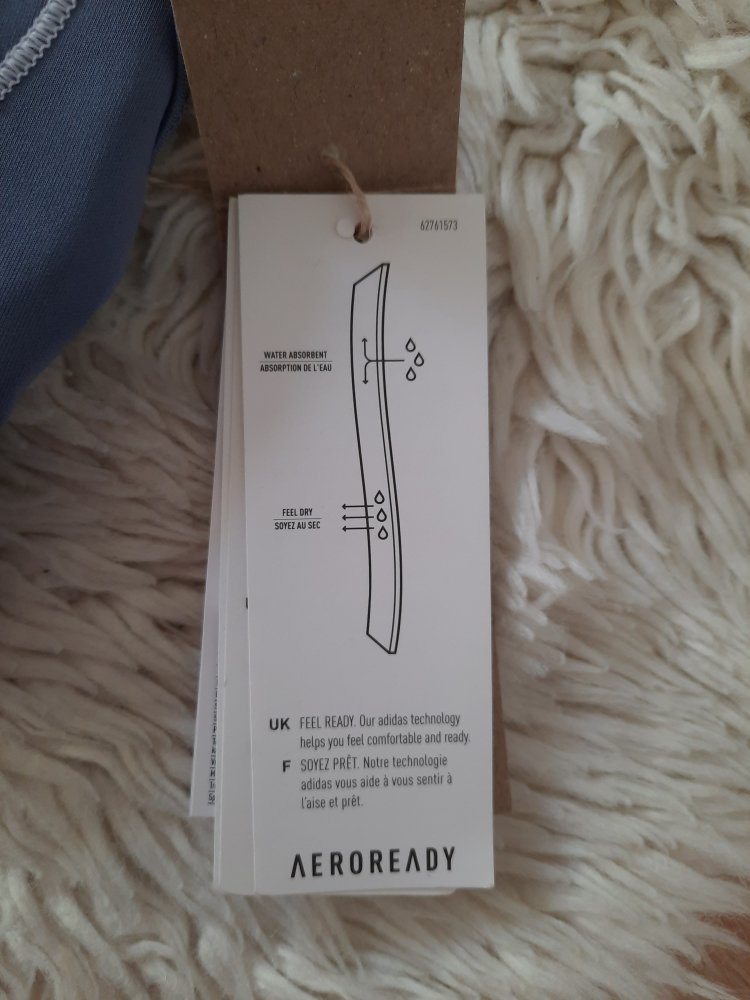 62761573
WATER ABSORBENT
ABSORPTION DE L'EAU
FEEL DRY
SOYEZ AU SEC
UK FEEL READY. Our adidas technology
helps you feel comfortable and ready.
F SOYEZ PRÊT. Notre technologie
adidas vous aide à vous sentir à
l'aise et prêt.
AEROREADY